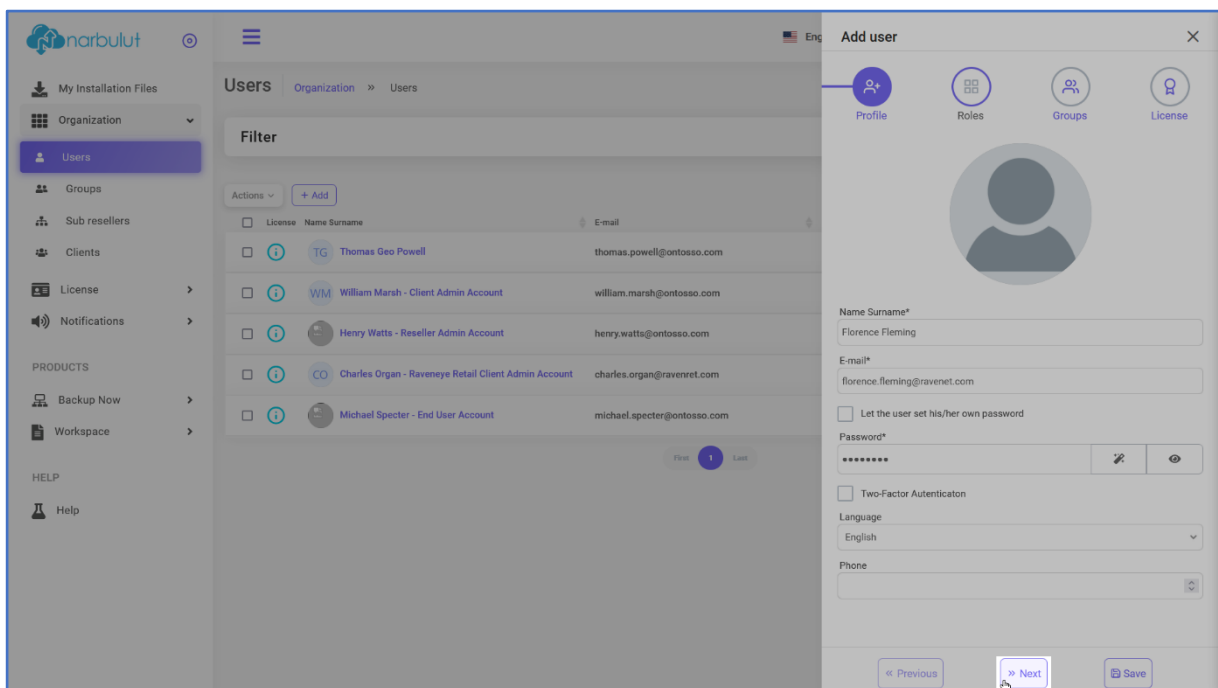 narbulut
My Installation Files
Organization
Users
Groups
Sub resellers
Clients
License
Notifications
PRODUCTS
Backup Now
Workspace
HELP
Help
Eng
Users Organization » Users
Filter
Actions + Add
License Name Surname E-mail
TG Thomas Geo Powell thomas.powell@ontosso.com
WM William Marsh - Client Admin Account william.marsh@ontosso.com
Henry Watts - Reseller Admin Account henry.watts@ontosso.com
CO Charles Organ - Raveneye Retail Client Admin Account charles.organ@ravenret.com
Michael Specter - End User Account michael.specter@ontosso.com
First 1 Last
Add user
Profile Roles Groups License
Name Surname*
Florence Fleming
E-mail*
florence.fleming@ravenet.com
Let the user set his/her own password
Password*
••••••••
Two-Factor Autenticaton
Language
English
Phone
« Previous » Next Save